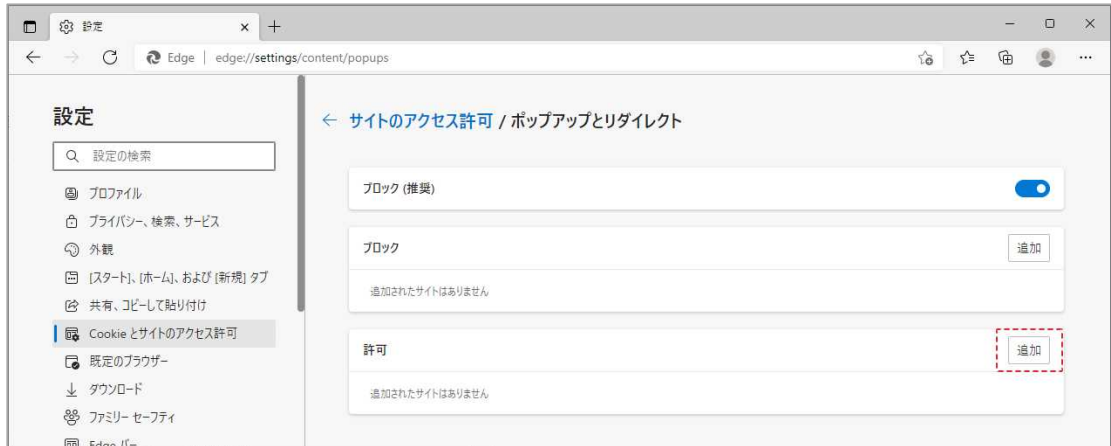 設定
Edge | edge://settings/content/popups
設定
設定の検索
プロファイル
プライバシー、検索、サービス
外観
[スタート]、[ホーム]、および [新規] タブ
共有、コピーして貼り付け
Cookie とサイトのアクセス許可
既定のブラウザー
ダウンロード
ファミリー セーフティ
Edge バー
サイトのアクセス許可 / ポップアップとリダイレクト
ブロック (推奨)
ブロック
追加
追加されたサイトはありません
許可
追加
追加されたサイトはありません